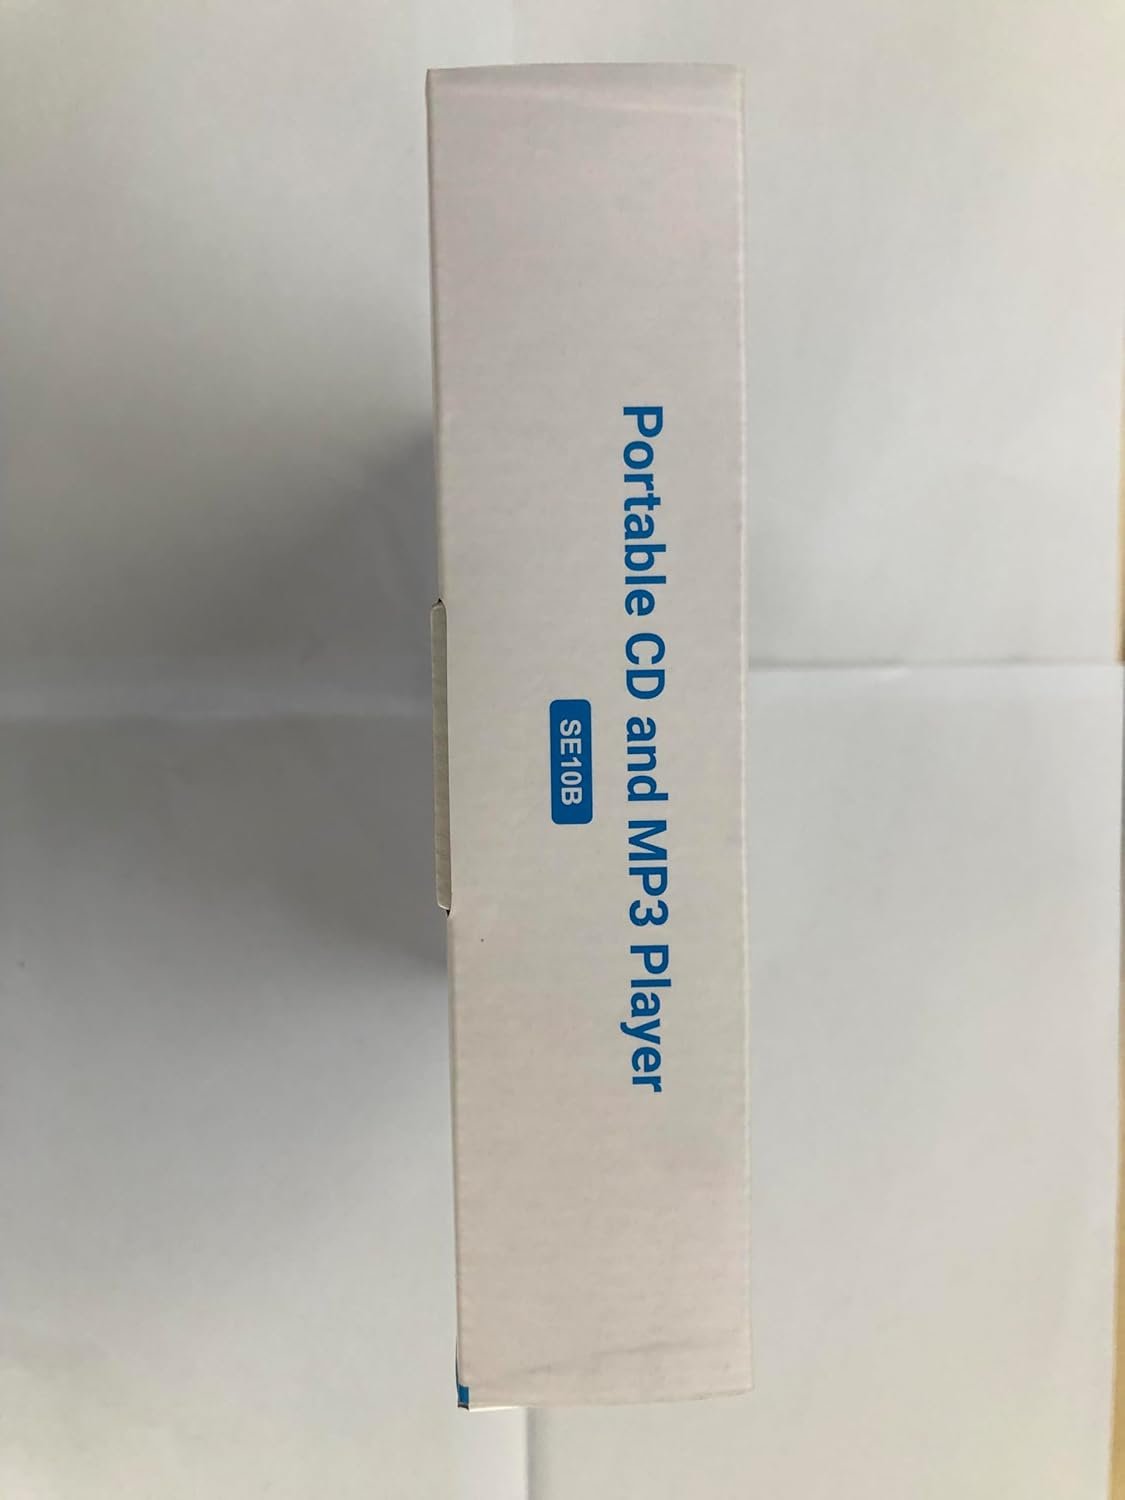 Portable CD and MP3 Player
SE10B